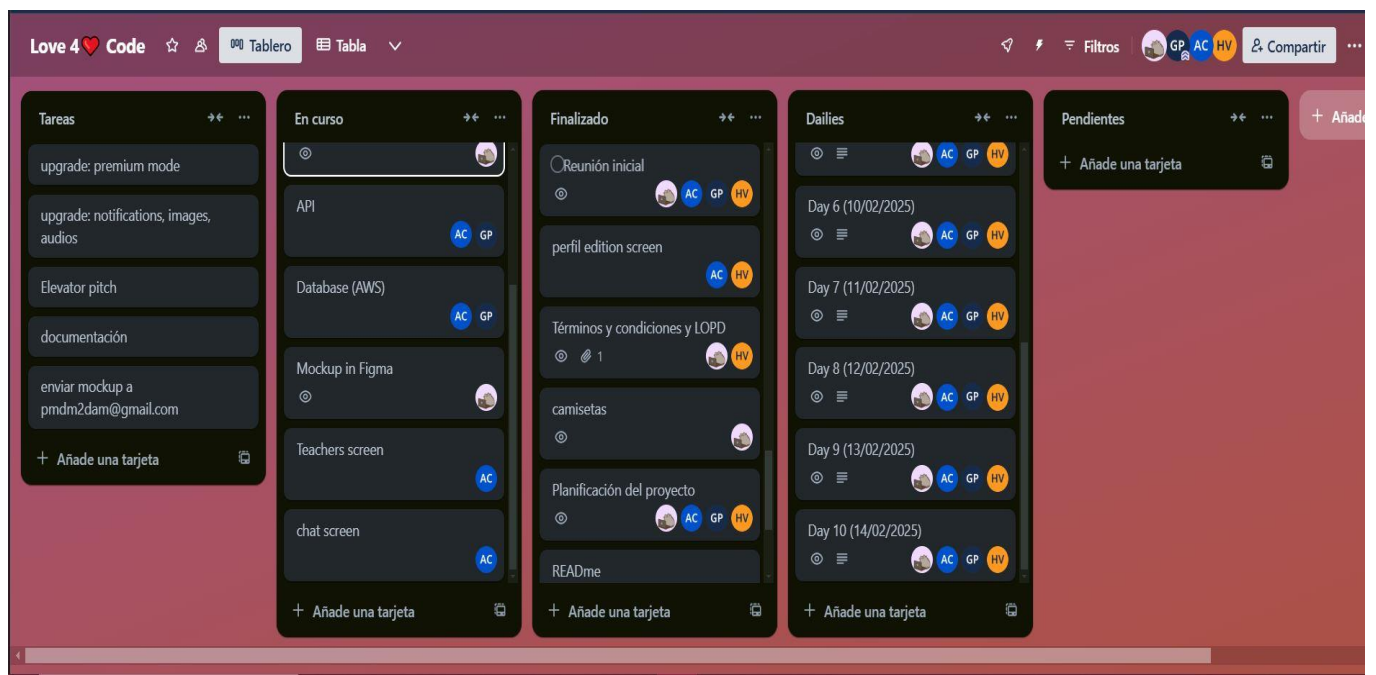 Love 4❤️ Code
Tablero
Tabla
Filtros
GP
AC
HV
Compartir
Tareas
upgrade: premium mode
upgrade: notifications, images,
audios
Elevator pitch
documentación
enviar mockup a
pmdm2dam@gmail.com
+ Añade una tarjeta
En curso
API
AC GP
Database (AWS)
AC GP
Mockup in Figma
Teachers screen
AC
chat screen
AC
+ Añade una tarjeta
Finalizado
Reunión inicial
AC GP HV
perfil edition screen
AC HV
Términos y condiciones y LOPD
1
HV
camisetas
Planificación del proyecto
AC GP HV
READme
+ Añade una tarjeta
Dailies
AC GP HV
Day 6 (10/02/2025)
AC GP HV
Day 7 (11/02/2025)
AC GP HV
Day 8 (12/02/2025)
AC GP HV
Day 9 (13/02/2025)
AC GP HV
Day 10 (14/02/2025)
AC GP HV
+ Añade una tarjeta
Pendientes
+ Añade una tarjeta
+ Añade